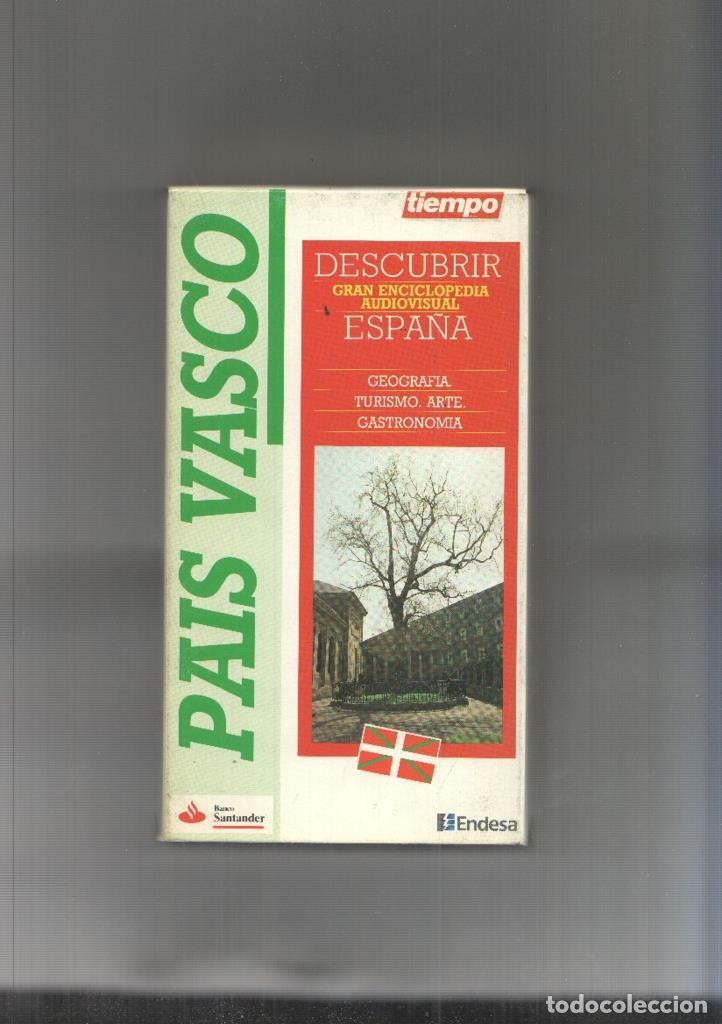 tiempo
PAIS VASCO
DESCUBRIR
GRAN ENCICLOPEDIA
AUDIOVISUAL
ESPAÑA
GEOGRAFIA.
TURISMO. ARTE.
GASTRONOMIA
Banco
Santander
Endesa
todocoleccion